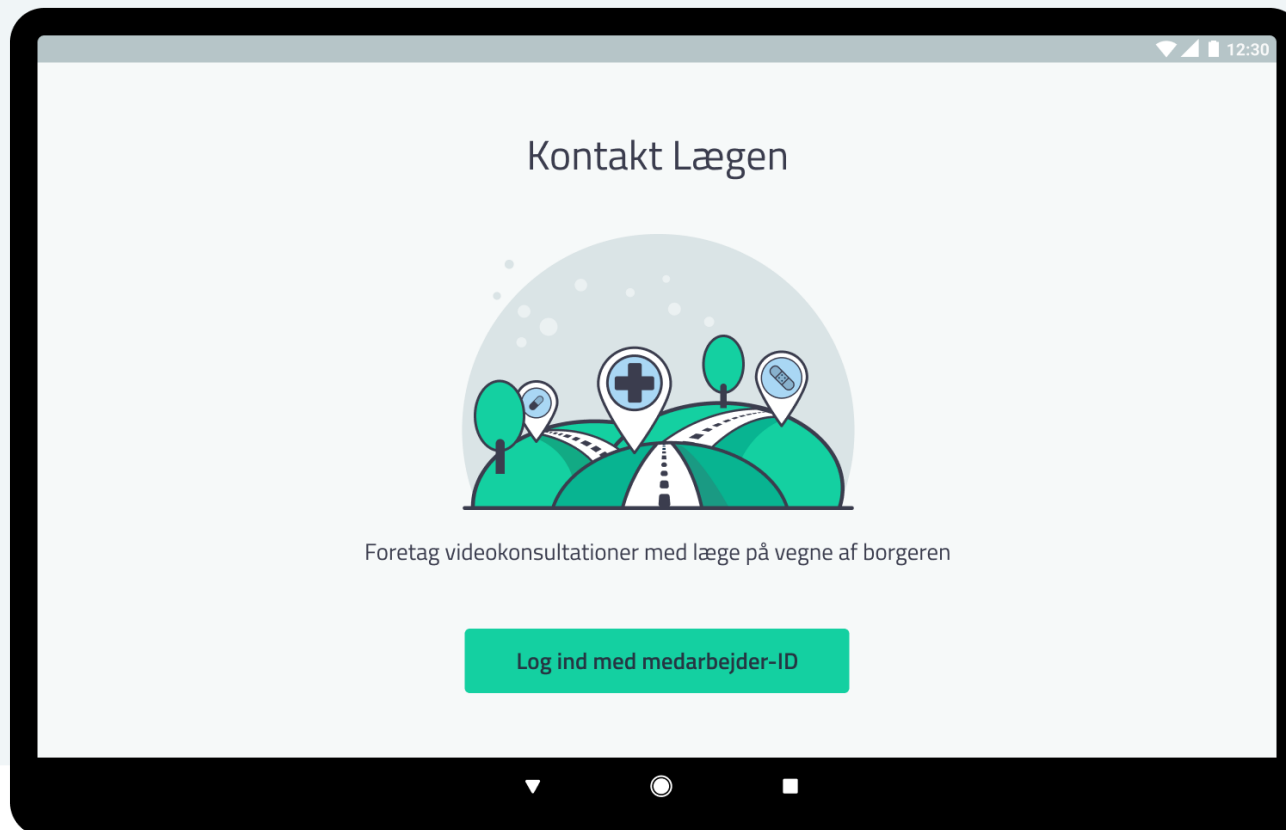 12:30
Kontakt Lægen
Foretag videokonsultationer med læge på vegne af borgeren
Log ind med medarbejder-ID